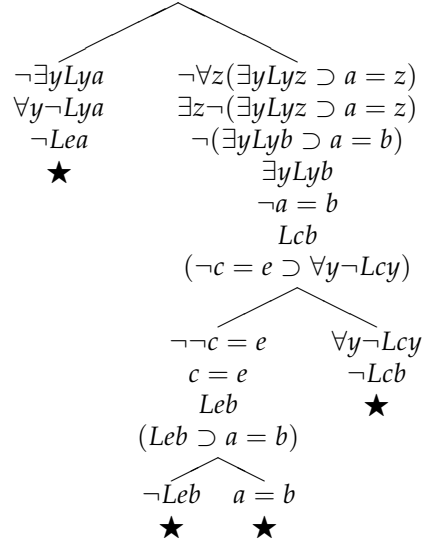 ¬∃yLya ¬∀z(∃yLyz ⊃ a = z)
∀y¬Lya ∃z¬(∃yLyz ⊃ a = z)
¬Lea ¬(∃yLyb ⊃ a = b)
★ ∃yLyb
¬a = b
Lcb
(¬c = e ⊃ ∀y¬Lcy)
¬¬c = e ∀y¬Lcy
c = e ¬Lcb
Leb ★
(Leb ⊃ a = b)
¬Leb a = b
★ ★